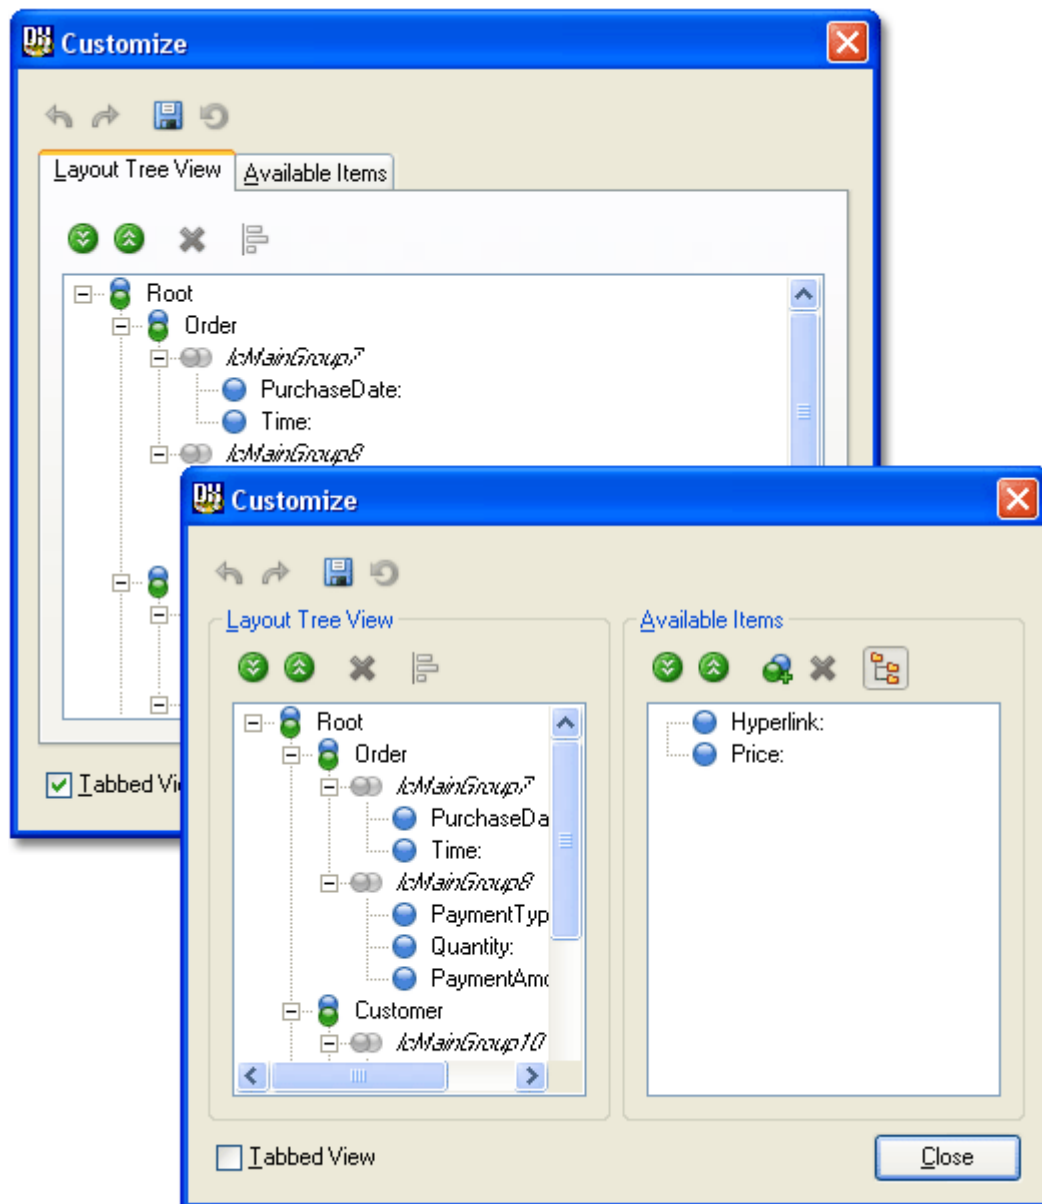 Customize
Layout Tree View
Available Items
Root
Order
lcMainGroup7
PurchaseDate:
Time:
lcMainGroup8
Tabbed Vi
Customize
Layout Tree View
Root
Order
lcMainGroup7
PurchaseDa
Time:
lcMainGroup8
PaymentTyp
Quantity:
PaymentAmo
Customer
lcMainGroup10
Available Items
Hyperlink:
Price:
Tabbed View
Close